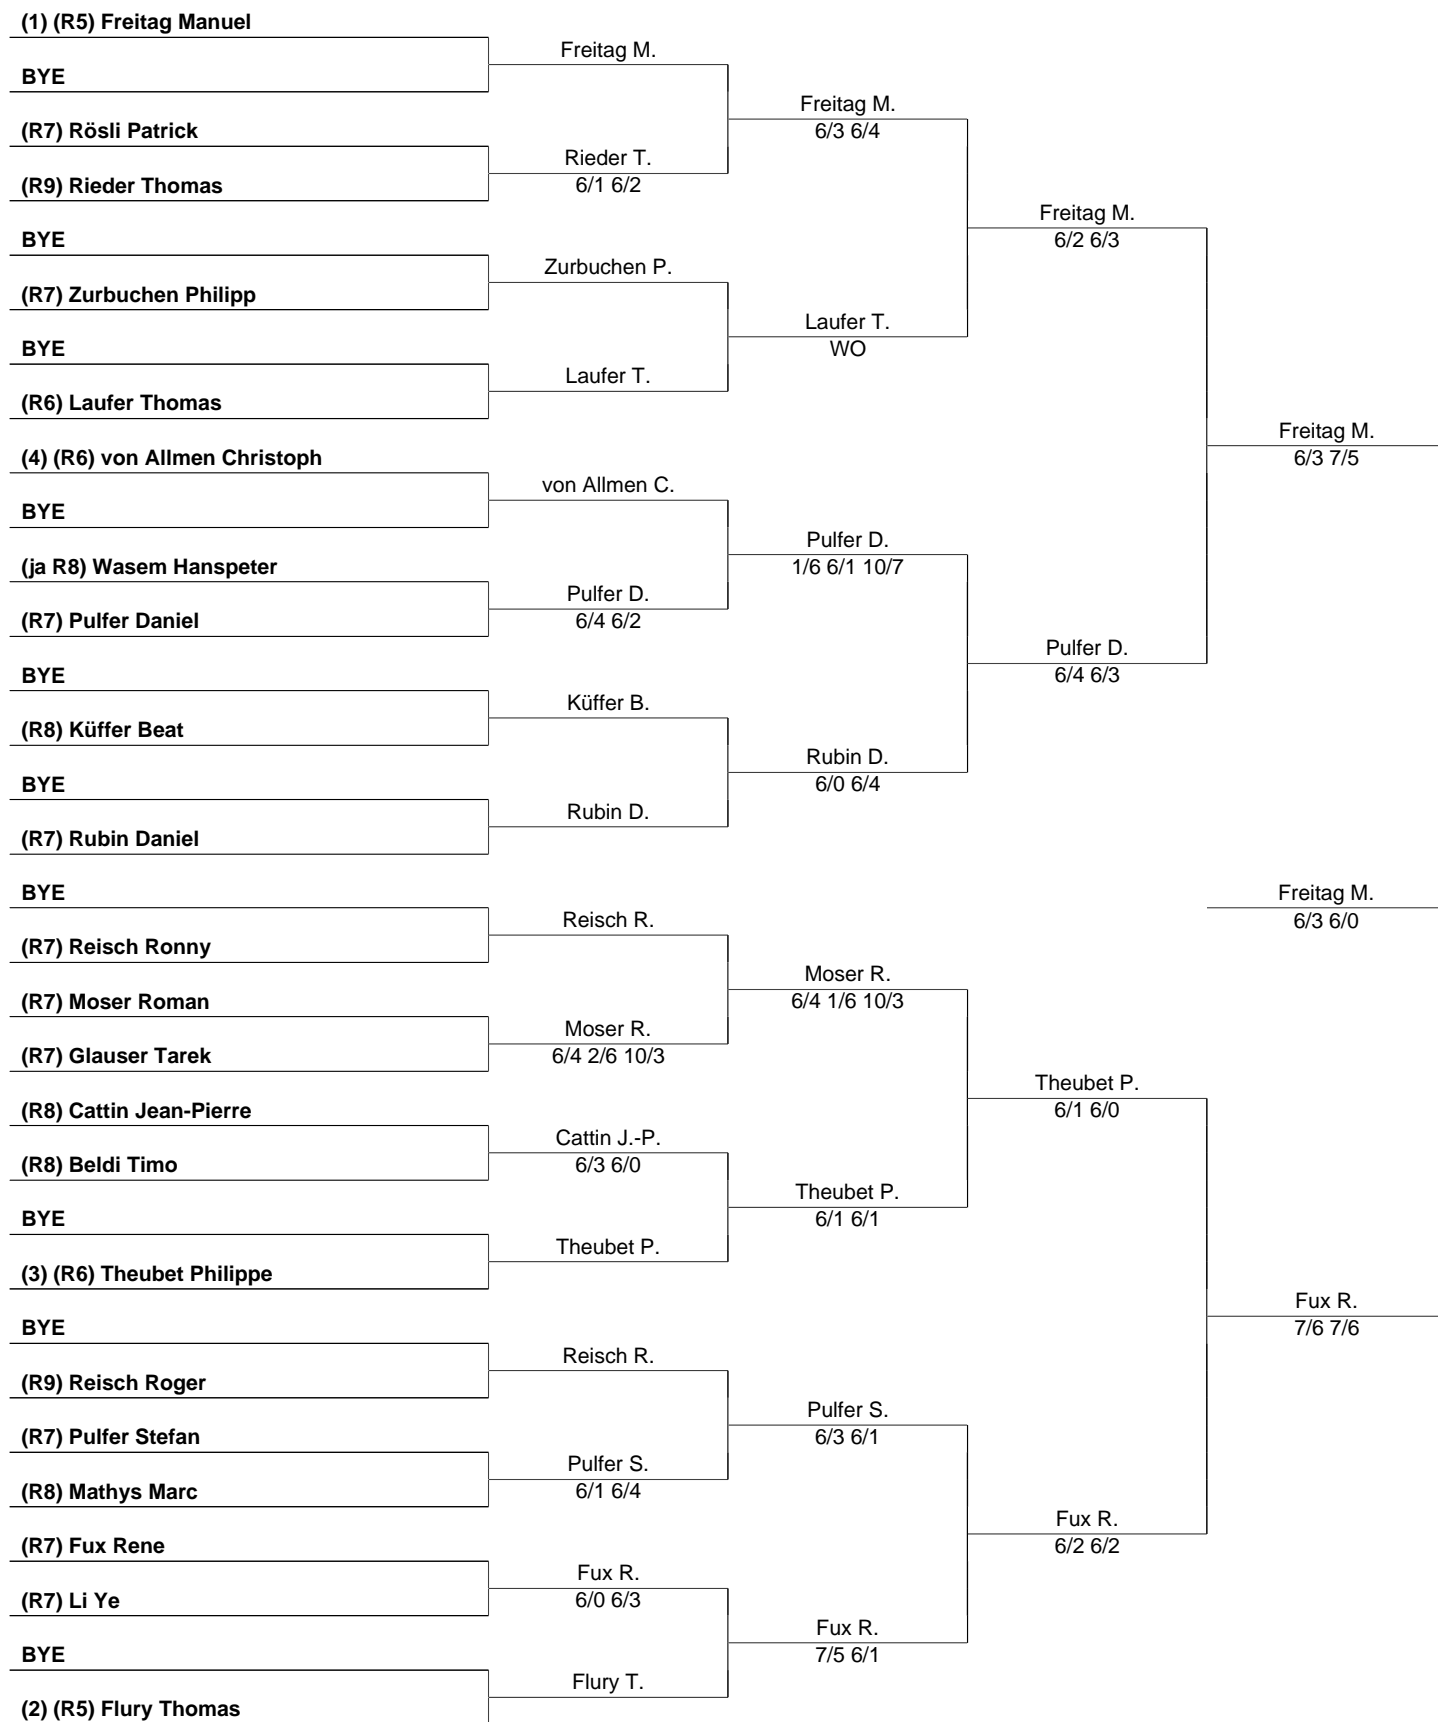 (1) (R5) Freitag Manuel
Freitag M.
BYE
Freitag M.
6/3 6/4
(R7) Rösli Patrick
Rieder T.
6/1 6/2
(R9) Rieder Thomas
Freitag M.
6/2 6/3
BYE
Zurbuchen P.
(R7) Zurbuchen Philipp
Laufer T.
WO
BYE
Laufer T.
(R6) Laufer Thomas
Freitag M.
6/3 7/5
(4) (R6) von Allmen Christoph
von Allmen C.
BYE
Pulfer D.
1/6 6/1 10/7
(ja R8) Wasem Hanspeter
Pulfer D.
6/4 6/2
(R7) Pulfer Daniel
Pulfer D.
6/4 6/3
BYE
Küffer B.
(R8) Küffer Beat
Rubin D.
6/0 6/4
BYE
Rubin D.
(R7) Rubin Daniel
BYE
Freitag M.
6/3 6/0
Reisch R.
(R7) Reisch Ronny
Moser R.
6/4 1/6 10/3
(R7) Moser Roman
Moser R.
6/4 2/6 10/3
(R7) Glauser Tarek
Theubet P.
6/1 6/0
(R8) Cattin Jean-Pierre
Cattin J.-P.
6/3 6/0
(R8) Beldi Timo
Theubet P.
6/1 6/1
BYE
Theubet P.
(3) (R6) Theubet Philippe
Fux R.
7/6 7/6
BYE
Reisch R.
(R9) Reisch Roger
Pulfer S.
6/3 6/1
(R7) Pulfer Stefan
Pulfer S.
6/1 6/4
(R8) Mathys Marc
Fux R.
6/2 6/2
(R7) Fux Rene
Fux R.
6/0 6/3
(R7) Li Ye
Fux R.
7/5 6/1
BYE
Flury T.
(2) (R5) Flury Thomas